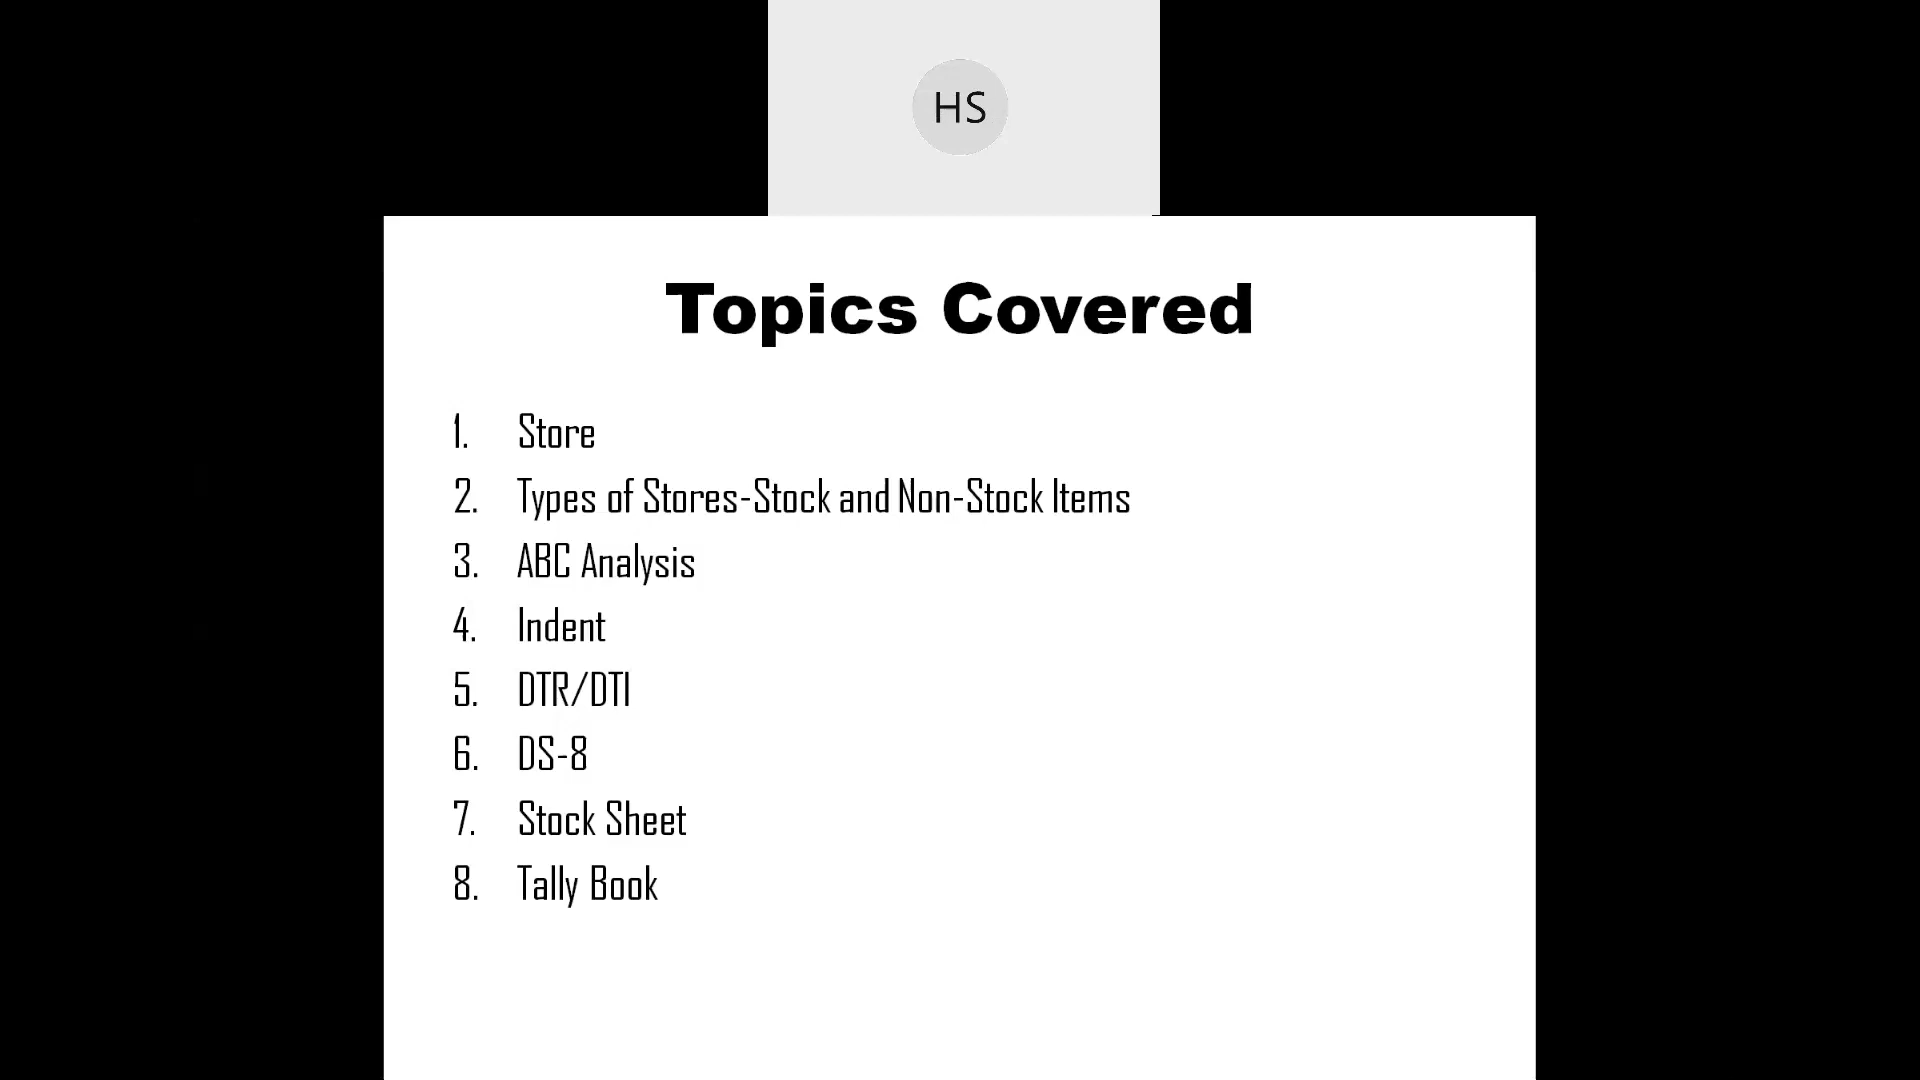 HS
Topics Covered
1. Store
2. Types of Stores-Stock and Non-Stock Items
3. ABC Analysis
4. Indent
5. DTR/DTI
6. DS-8
7. Stock Sheet
8. Tally Book